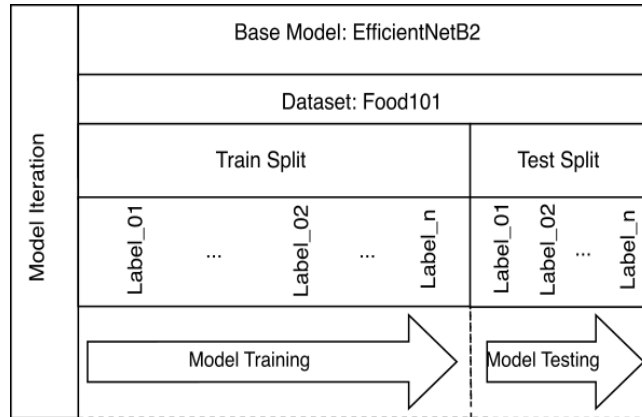 Model Iteration
Base Model: EfficientNetB2
Dataset: Food101
Train Split
Test Split
Label_01
...
Label_02
...
Label_n
Label_01
Label_02
...
Label_n
Model Training
Model Testing